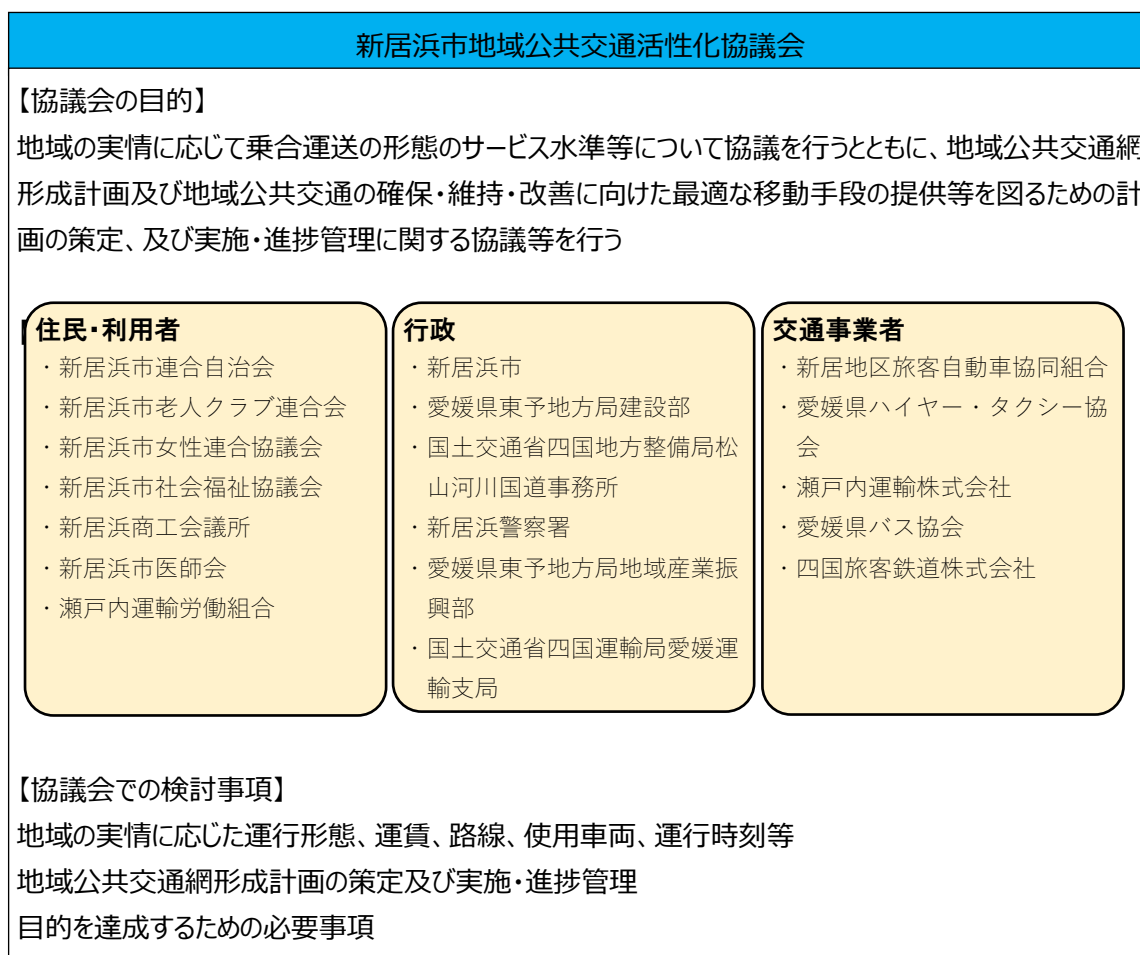 新居浜市地域公共交通活性化協議会
【協議会の目的】
地域の実情に応じて乗合運送の形態のサービス水準等について協議を行うとともに、地域公共交通網
形成計画及び地域公共交通の確保・維持・改善に向けた最適な移動手段の提供等を図るための計
画の策定、及び実施・進捗管理に関する協議等を行う
住民・利用者
・新居浜市連合自治会
・新居浜市老人クラブ連合会
・新居浜市女性連合協議会
・新居浜市社会福祉協議会
・新居浜商工会議所
・新居浜市医師会
・瀬戸内運輸労働組合
行政
・新居浜市
・愛媛県東予地方局建設部
・国土交通省四国地方整備局松
山河川国道事務所
・新居浜警察署
・愛媛県東予地方局地域産業振
興部
・国土交通省四国運輸局愛媛運
輸支局
交通事業者
・新居地区旅客自動車協同組合
・愛媛県ハイヤー・タクシー協
会
・瀬戸内運輸株式会社
・愛媛県バス協会
・四国旅客鉄道株式会社
【協議会での検討事項】
地域の実情に応じた運行形態、運賃、路線、使用車両、運行時刻等
地域公共交通網形成計画の策定及び実施・進捗管理
目的を達成するための必要事項